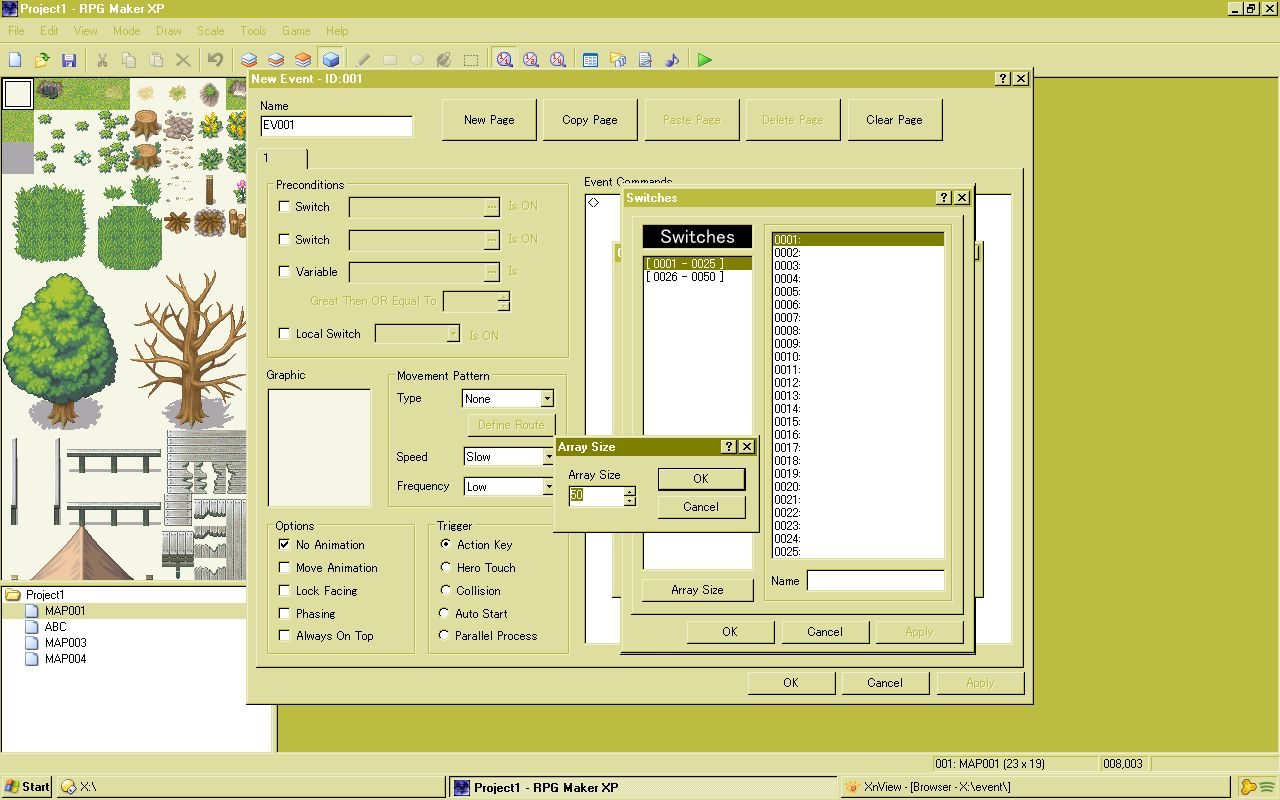 Project1 - RPG Maker XP
File Edit View Mode Draw Scale Tools Game Help
New Event - ID:001
Name
EV001
New Page
Copy Page
Paste Page
Delete Page
Clear Page
1
Preconditions
Switch
Is ON
Switch
Is ON
Variable
Is
Great Then OR Equal To
Local Switch
Is ON
Graphic
Movement Pattern
Type
None
Define Route
Speed
Slow
Frequency
Low
Options
No Animation
Move Animation
Lock Facing
Phasing
Always On Top
Trigger
Action Key
Hero Touch
Collision
Auto Start
Parallel Process
Event Commands
Switches
Switches
[ 0001 - 0025 ]
[ 0026 - 0050 ]
Array Size
0001:
0002:
0003:
0004:
0005:
0006:
0007:
0008:
0009:
0010:
0011:
0012:
0013:
0014:
0015:
0016:
0017:
0018:
0019:
0020:
0021:
0022:
0023:
0024:
0025:
Name
OK
Cancel
Apply
Array Size
Array Size
50
OK
Cancel
OK
Cancel
Apply
Project1
MAP001
ABC
MAP003
MAP004
001: MAP001 (23 x 19)
008,003
Start
X:\
Project1 - RPG Maker XP
XnView - [Browser - X:\event\]